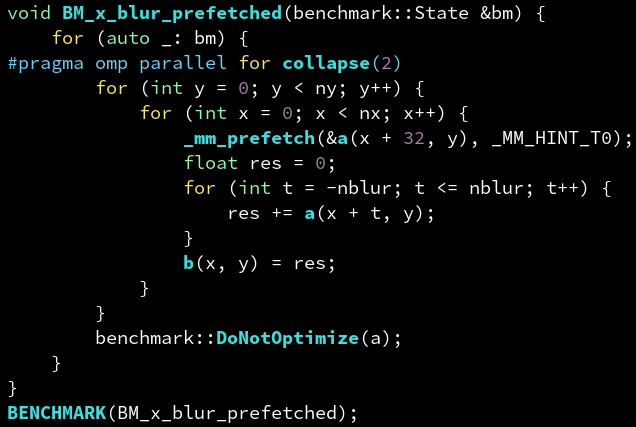 void BM_x_blur_prefetched(benchmark::State &bm) {
    for (auto _: bm) {
#pragma omp parallel for collapse(2)
        for (int y = 0; y < ny; y++) {
            for (int x = 0; x < nx; x++) {
                _mm_prefetch(&a(x + 32, y), _MM_HINT_T0);
                float res = 0;
                for (int t = -nblur; t <= nblur; t++) {
                    res += a(x + t, y);
                }
                b(x, y) = res;
            }
        }
        benchmark::DoNotOptimize(a);
    }
}
BENCHMARK(BM_x_blur_prefetched);